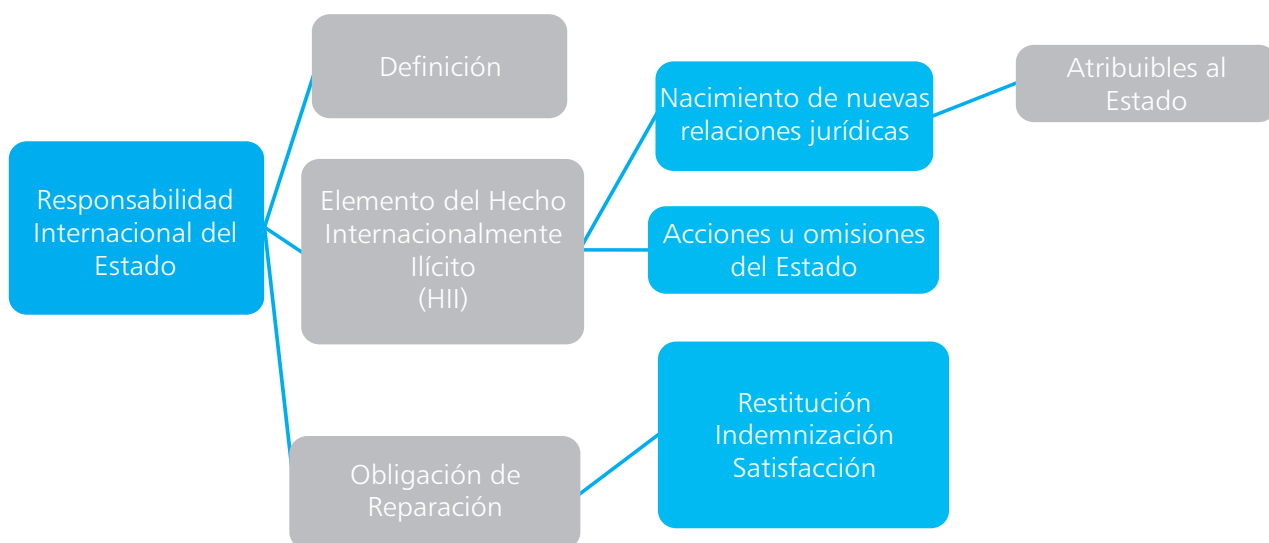 Responsabilidad
Internacional del
Estado
Definición
Elemento del Hecho
Internacionalmente
Ilícito
(HII)
Obligación de
Reparación
Nacimiento de nuevas
relaciones jurídicas
Acciones u omisiones
del Estado
Restitución
Indemnización
Satisfacción
Atribuibles al
Estado